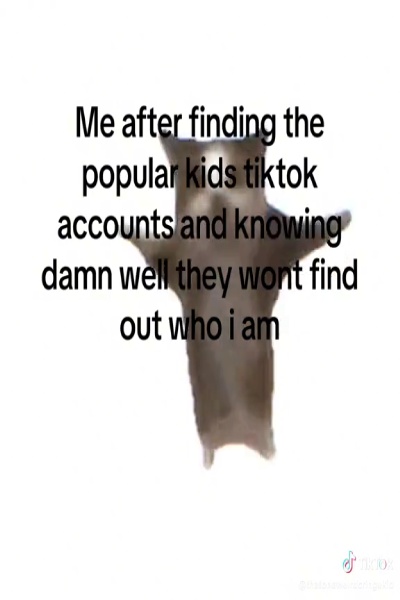 Me after finding the
popular kids tiktok
accounts and knowing
damn well they wont find
out who i am
TikTok